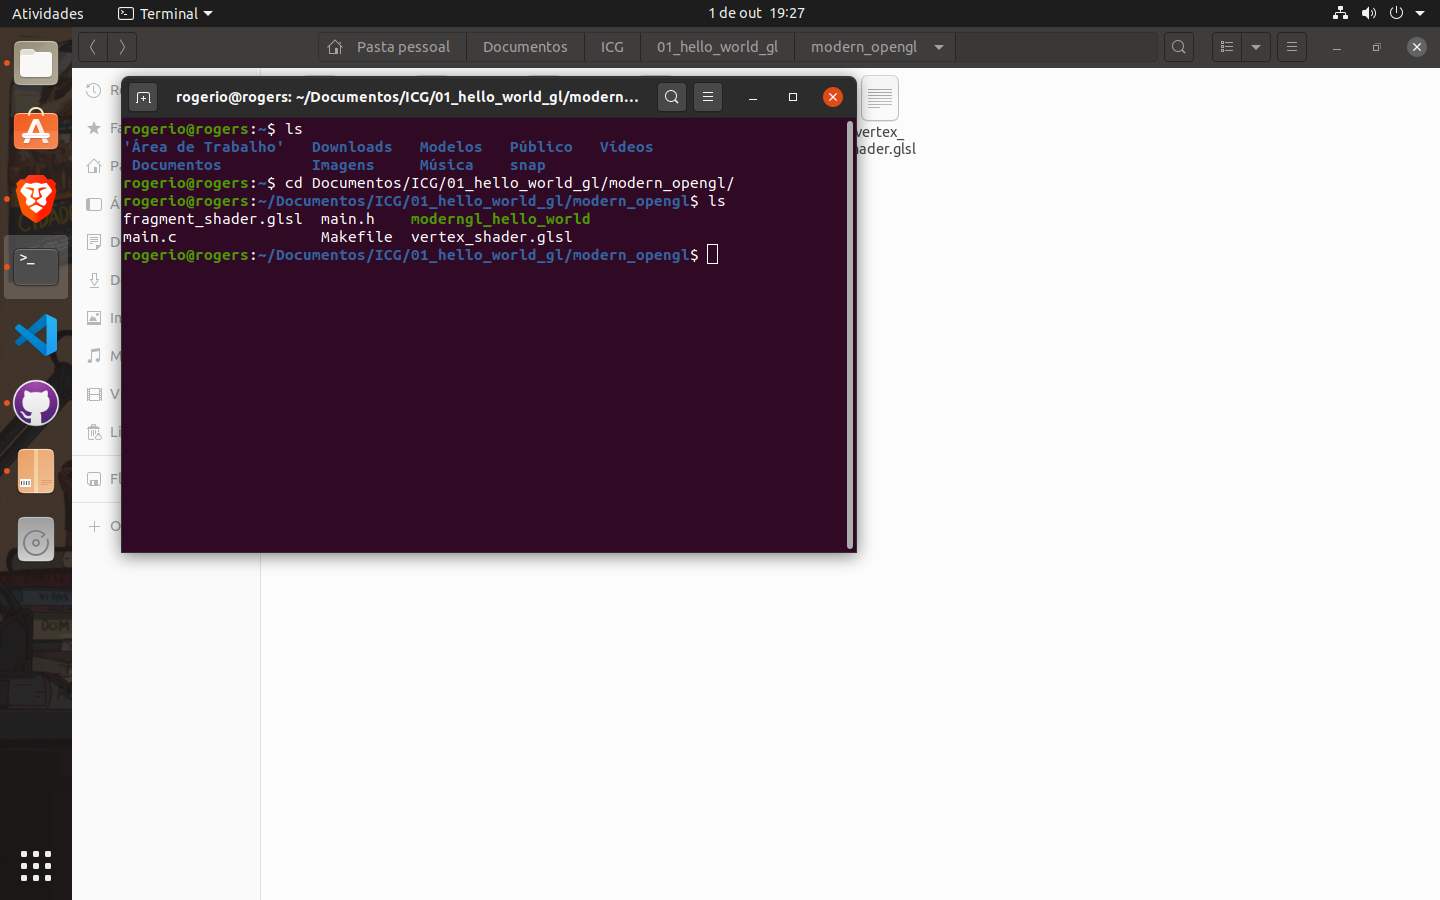 Atividades
Terminal
1 de out 19:27
Pasta pessoal
Documentos
ICG
01_hello_world_gl
modern_opengl
rogerio@rogers: ~/Documentos/ICG/01_hello_world_gl/modern...
rogerio@rogers:~$ ls
'Área de Trabalho' Downloads Modelos Público Vídeos
Documentos Imagens Música snap
rogerio@rogers:~$ cd Documentos/ICG/01_hello_world_gl/modern_opengl/
rogerio@rogers:~/Documentos/ICG/01_hello_world_gl/modern_opengl$ ls
fragment_shader.glsl main.h moderngl_hello_world
main.c Makefile vertex_shader.glsl
rogerio@rogers:~/Documentos/ICG/01_hello_world_gl/modern_opengl$
vertex_
hader.glsl